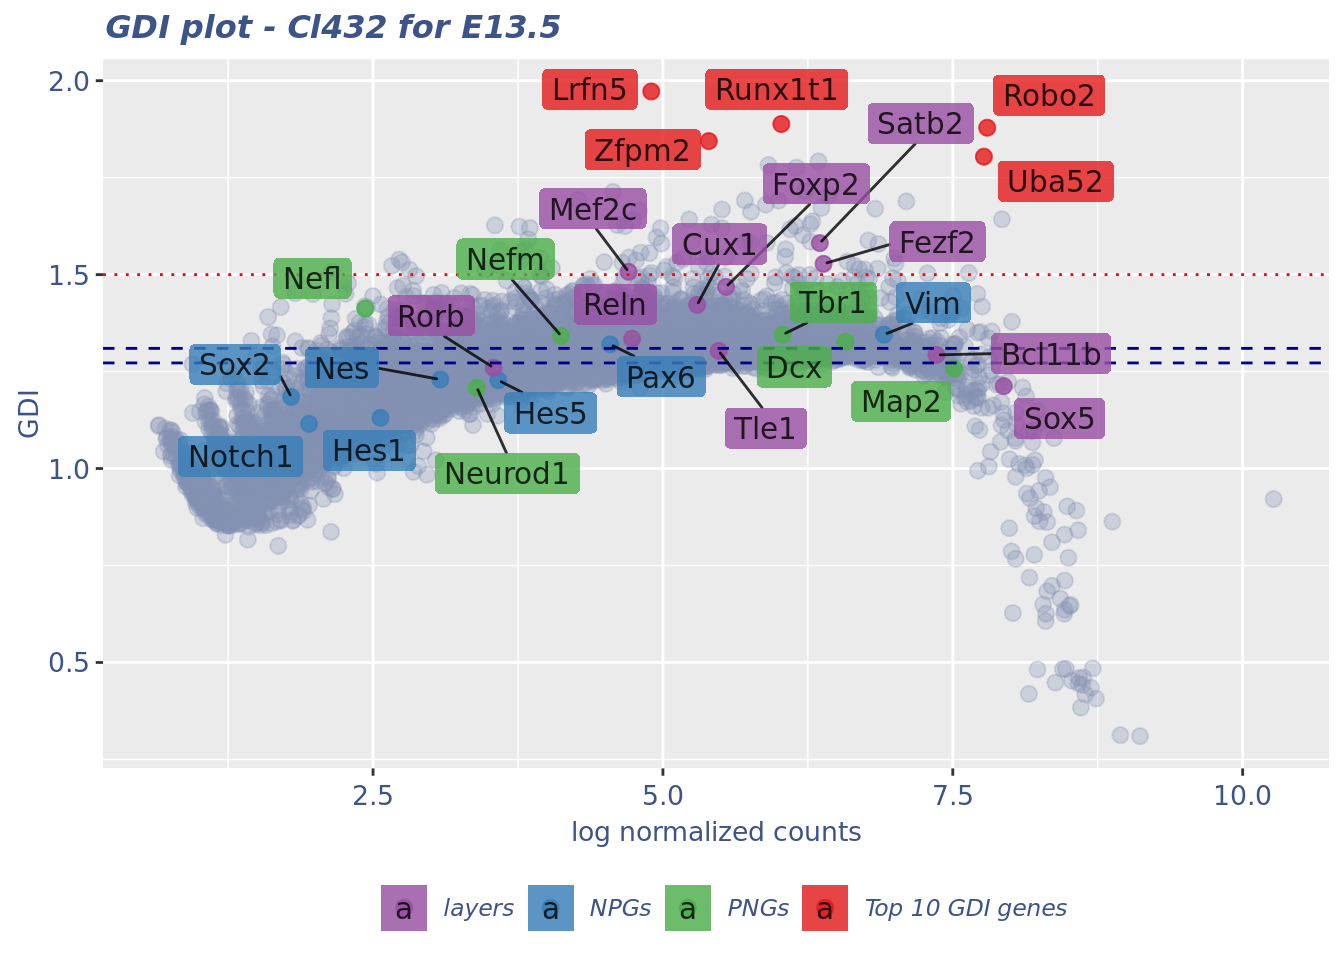 GDI plot - Cl432 for E13.5
GDI
2.0
1.5
1.0
0.5
Lrfn5
Runx1t1
Robo2
Satb2
Zfpm2
Uba52
Foxp2
Mef2c
Cux1
Fezf2
Nefm
Nefl
Reln
Tbr1
Vim
Rorb
Bcl11b
Sox2
Nes
Dcx
Pax6
Map2
Hes5
Sox5
Tle1
Hes1
Notch1
Neurod1
2.5
5.0
7.5
10.0
log normalized counts
a layers a NPGs a PNGs a Top 10 GDI genes